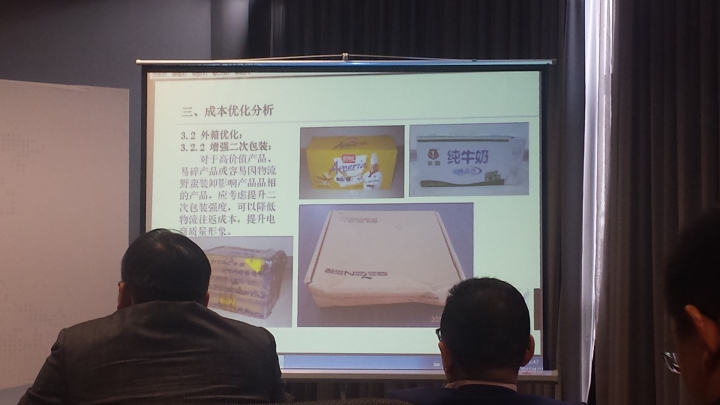 三、成本优化分析
3.2 外箱优化：
3.2.2 增强二次包装：
对于高价值产品、
易碎产品或容易因物流
野蛮装卸影响产品品相
的产品，应考虑提升二
次包装强度，可以降低
物流往返成本，提升电
商质量形象。
纯牛奶